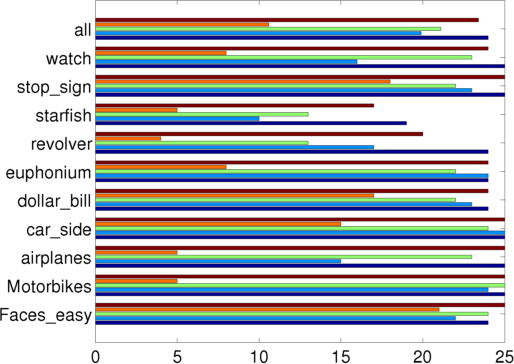 all
watch
stop_sign
starfish
revolver
euphonium
dollar_bill
car_side
airplanes
Motorbikes
Faces_easy
0 5 10 15 20 25